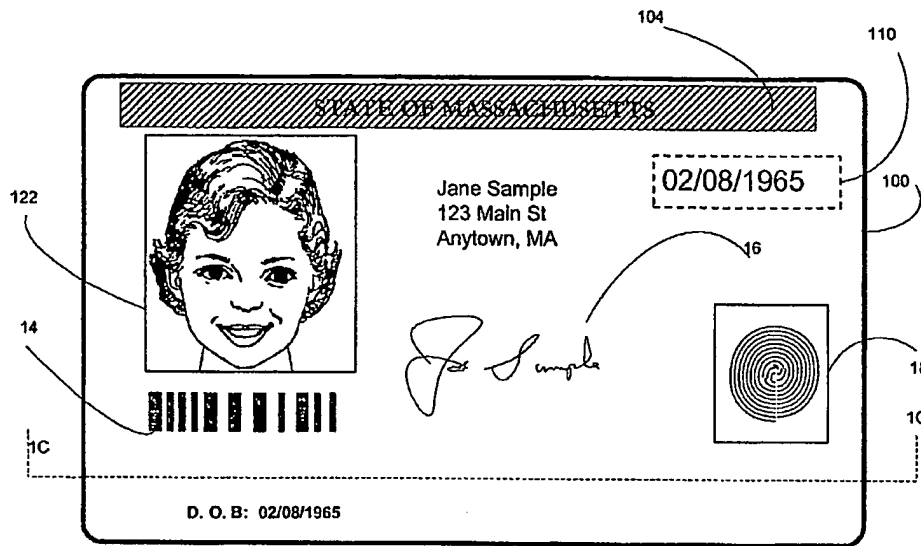 104
110
STATE OF MASSACHUSETTS
02/08/1965
100
122
Jane Sample
123 Main St
Anytown, MA
16
14
18
1C
D. O. B: 02/08/1965